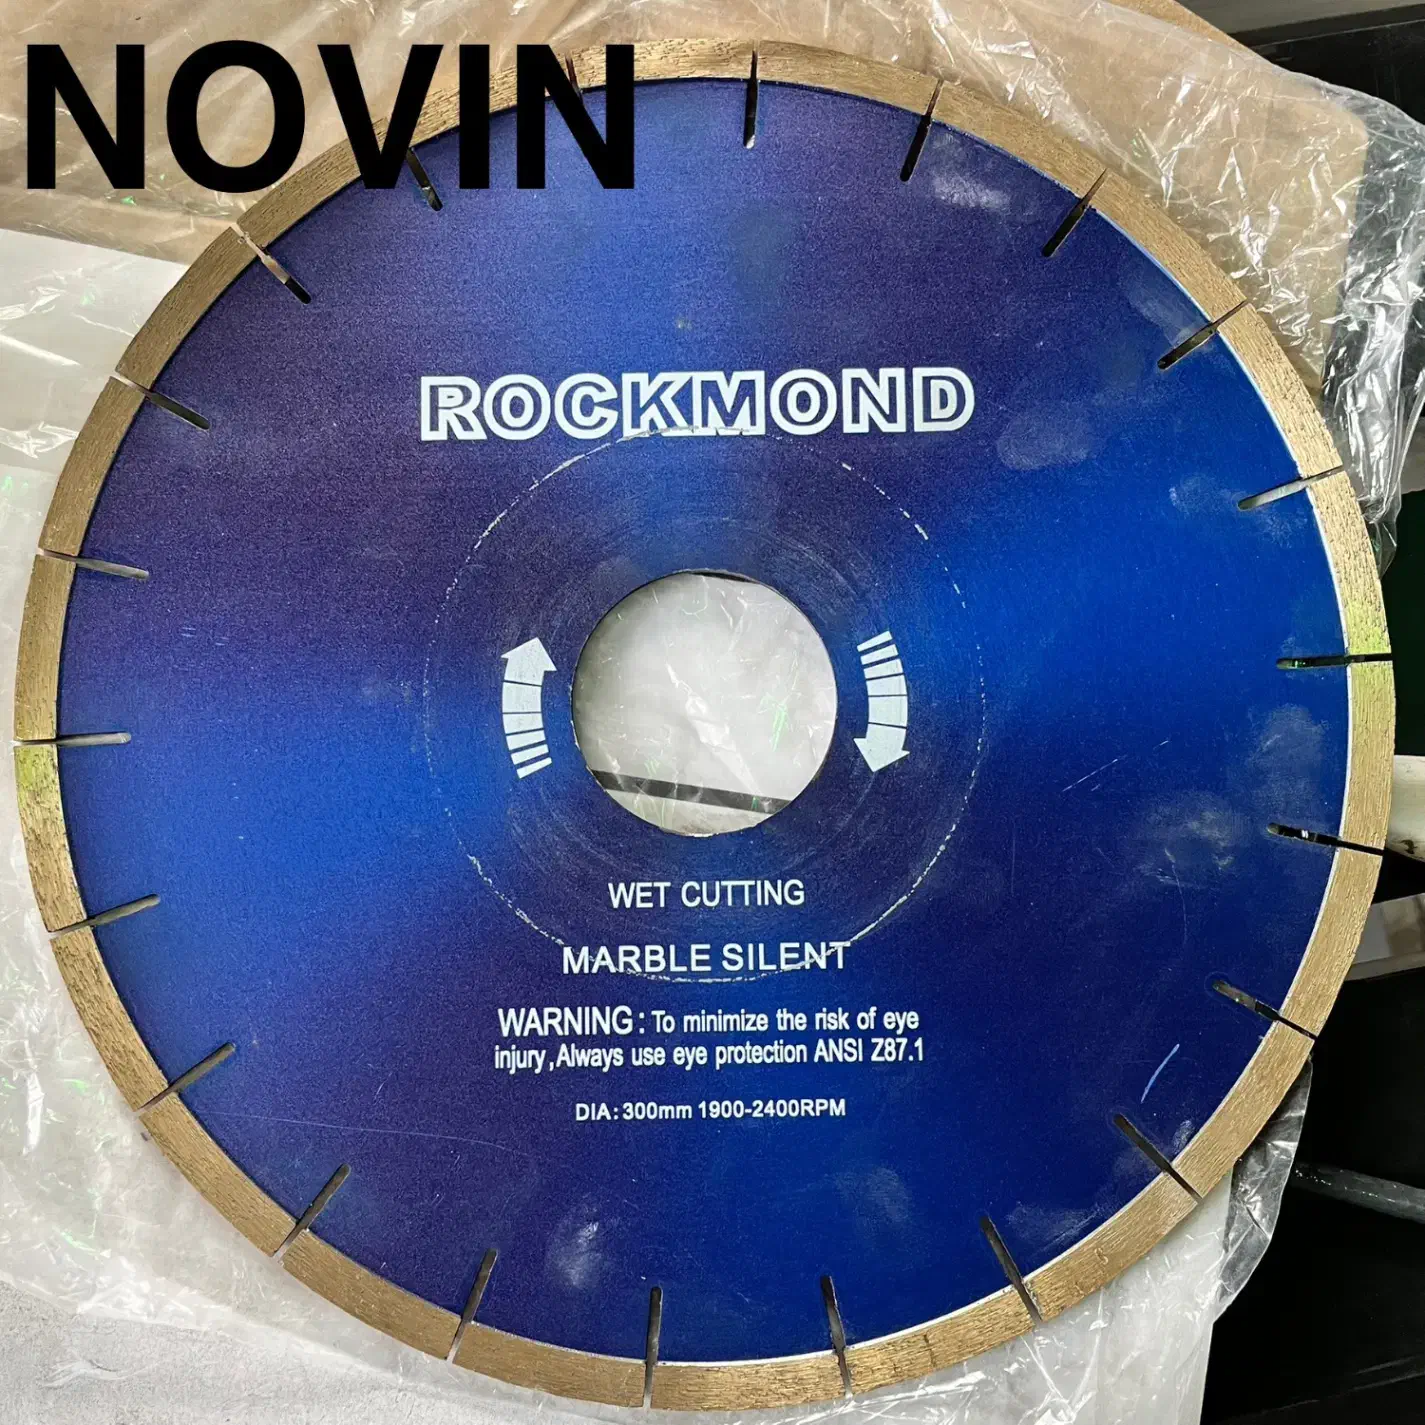 NOVIN
ROCKMOND
WET CUTTING
MARBLE SILENT
WARNING: To minimize the risk of eye
injury, Always use eye protection ANSI Z87.1
DIA: 300mm 1900-2400RPM